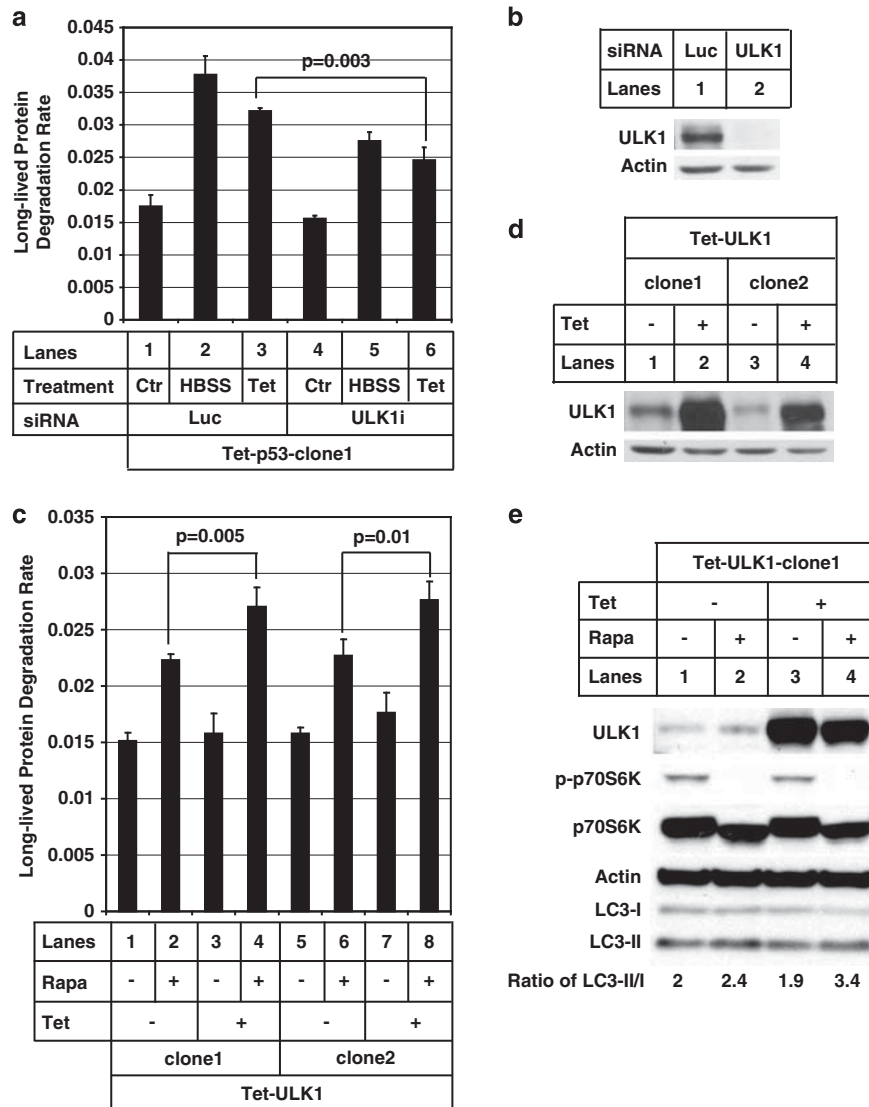 a
Long-lived Protein
Degradation Rate
0.045
0.04
0.035
0.03
0.025
0.02
0.015
0.01
0.005
0
p=0.003
Lanes 1 2 3 4 5 6
Treatment Ctr HBSS Tet Ctr HBSS Tet
siRNA Luc ULK1i
Tet-p53-clone1
b
siRNA Luc ULK1
Lanes 1 2
ULK1
Actin
c
Long-lived Protein Degradation Rate
0.035
0.03
0.025
0.02
0.015
0.01
0.005
0
p=0.005
p=0.01
Lanes 1 2 3 4 5 6 7 8
Rapa - + - + - + - +
Tet - + - +
clone1 clone2
Tet-ULK1
d
Tet-ULK1
clone1 clone2
Tet - + - +
Lanes 1 2 3 4
ULK1
Actin
e
Tet-ULK1-clone1
Tet - +
Rapa - + - +
Lanes 1 2 3 4
ULK1
p-p70S6K
p70S6K
Actin
LC3-I
LC3-II
Ratio of LC3-II/I 2 2.4 1.9 3.4